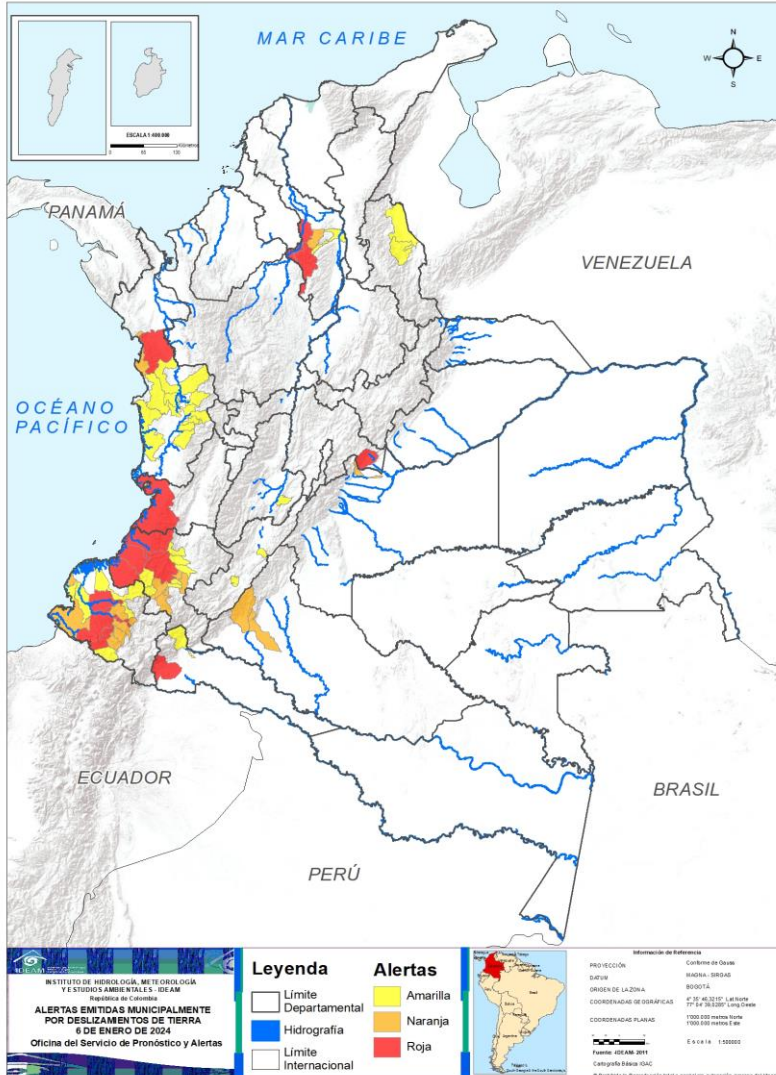 MAR CARIBE
N
W
E
S
ESCALA 1:400.000
PANAMÁ
VENEZUELA
OCÉANO
PACÍFICO
ECUADOR
BRASIL
PERÚ
IDEAM
INSTITUTO DE HIDROLOGÍA, METEOROLOGÍA
Y ESTUDIOS AMBIENTALES - IDEAM
República de Colombia
ALERTAS EMITIDAS MUNICIPALMENTE
POR DESLIZAMIENTOS DE TIERRA
6 DE ENERO DE 2024
Oficina del Servicio de Pronóstico y Alertas
Leyenda
Límite
Departamental
Hidrografía
Límite
Internacional
Alertas
Amarilla
Naranja
Roja
Información de Referencia
PROYECCIÓN Conforme de Gauss
DATUM MAGNA - SIRGAS
ORIGEN DE LA ZONA BOGOTÁ
COORDENADAS GEOGRÁFICAS
COORDENADAS PLANAS 1'000.000 metros Norte
1'000.000 metros Este
Fuente: IDEAM- 2011
Cartografía Básica IGAC